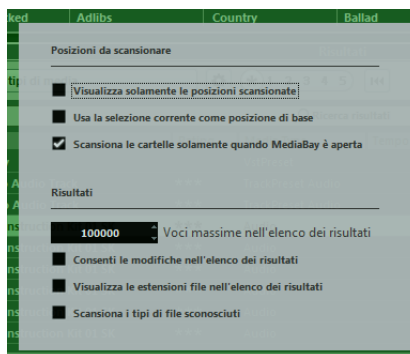 ked Adlibs Country Ballad
Posizioni da scansionare
Visualizza solamente le posizioni scansionate
Usa la selezione corrente come posizione di base
Scansiona le cartelle solamente quando MediaBay è aperta
Risultati
100000 Voci massime nell'elenco dei risultati
Consenti le modifiche nell'elenco dei risultati
Visualizza le estensioni file nell'elenco dei risultati
Scansiona i tipi di file sconosciuti